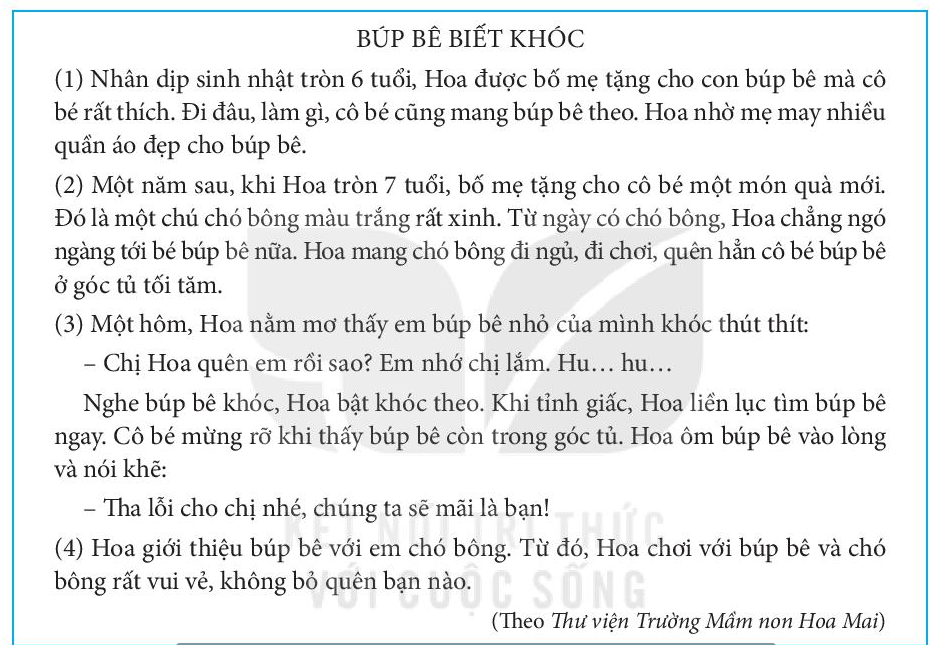 BÚP BÊ BIẾT KHÓC
(1) Nhân dịp sinh nhật tròn 6 tuổi, Hoa được bố mẹ tặng cho con búp bê mà cô
bé rất thích. Đi đâu, làm gì, cô bé cũng mang búp bê theo. Hoa nhờ mẹ may nhiều
quần áo đẹp cho búp bê.
(2) Một năm sau, khi Hoa tròn 7 tuổi, bố mẹ tặng cho cô bé một món quà mới.
Đó là một chú chó bông màu trắng rất xinh. Từ ngày có chó bông, Hoa chẳng ngó
ngàng tới bé búp bê nữa. Hoa mang chó bông đi ngủ, đi chơi, quên hẳn cô bé búp bê
ở góc tủ tối tăm.
(3) Một hôm, Hoa nằm mơ thấy em búp bê nhỏ của mình khóc thút thít:
– Chị Hoa quên em rồi sao? Em nhớ chị lắm. Hu… hu…
Nghe búp bê khóc, Hoa bật khóc theo. Khi tỉnh giấc, Hoa liền lục tìm búp bê
ngay. Cô bé mừng rỡ khi thấy búp bê còn trong góc tủ. Hoa ôm búp bê vào lòng
và nói khẽ:
– Tha lỗi cho chị nhé, chúng ta sẽ mãi là bạn!
KẾT NỐI TRI THỨC
(4) Hoa giới thiệu búp bê với em chó bông. Từ đó, Hoa chơi với búp bê và chó
bông rất vui vẻ, không bỏ quên bạn nào.
VỚI CUỘC SỐNG
(Theo Thư viện Trường Mầm non Hoa Mai)